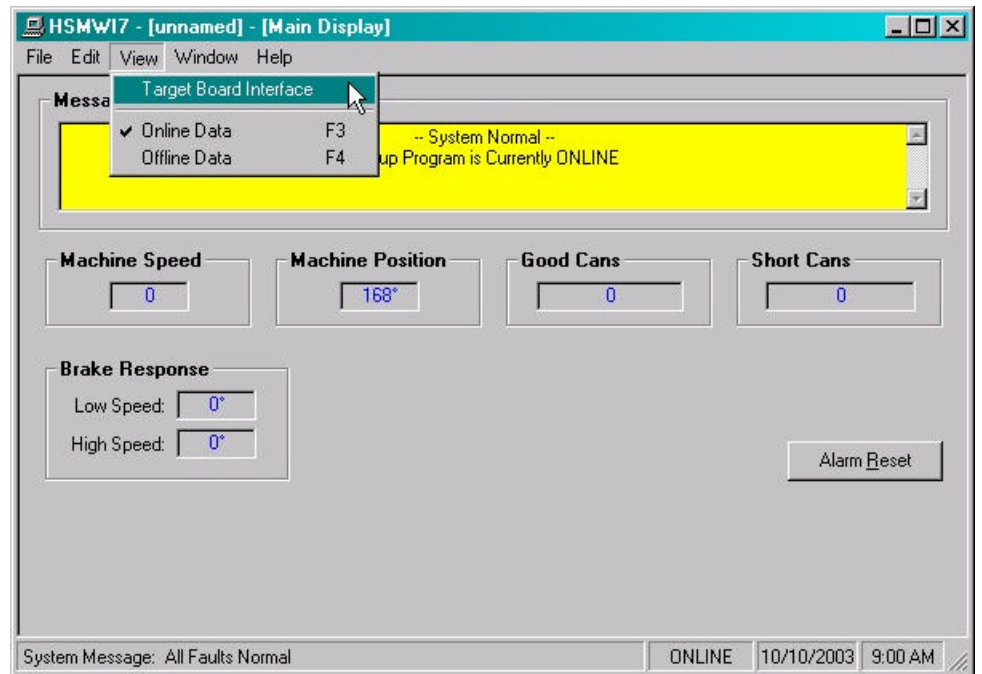 HSMWI7 - [unnamed] - [Main Display]
File Edit View Window Help
Target Board Interface
✔ Online Data F3
Offline Data F4
Messa
-- System Normal --
up Program is Currently ONLINE
Machine Speed Machine Position Good Cans Short Cans
0 168° 0 0
Brake Response
Low Speed: 0°
High Speed: 0°
Alarm Reset
System Message: All Faults Normal ONLINE 10/10/2003 9:00 AM